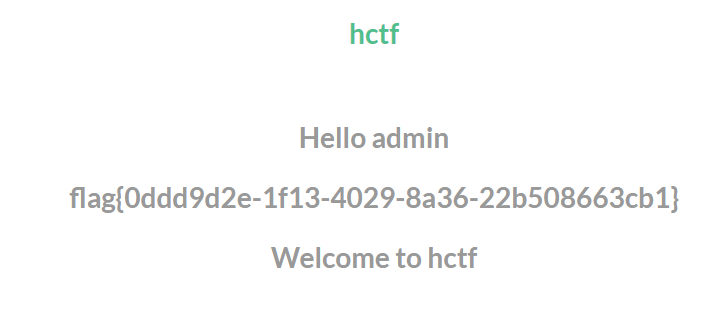 hctf
Hello admin
flag{0ddd9d2e-1f13-4029-8a36-22b508663cb1}
Welcome to hctf